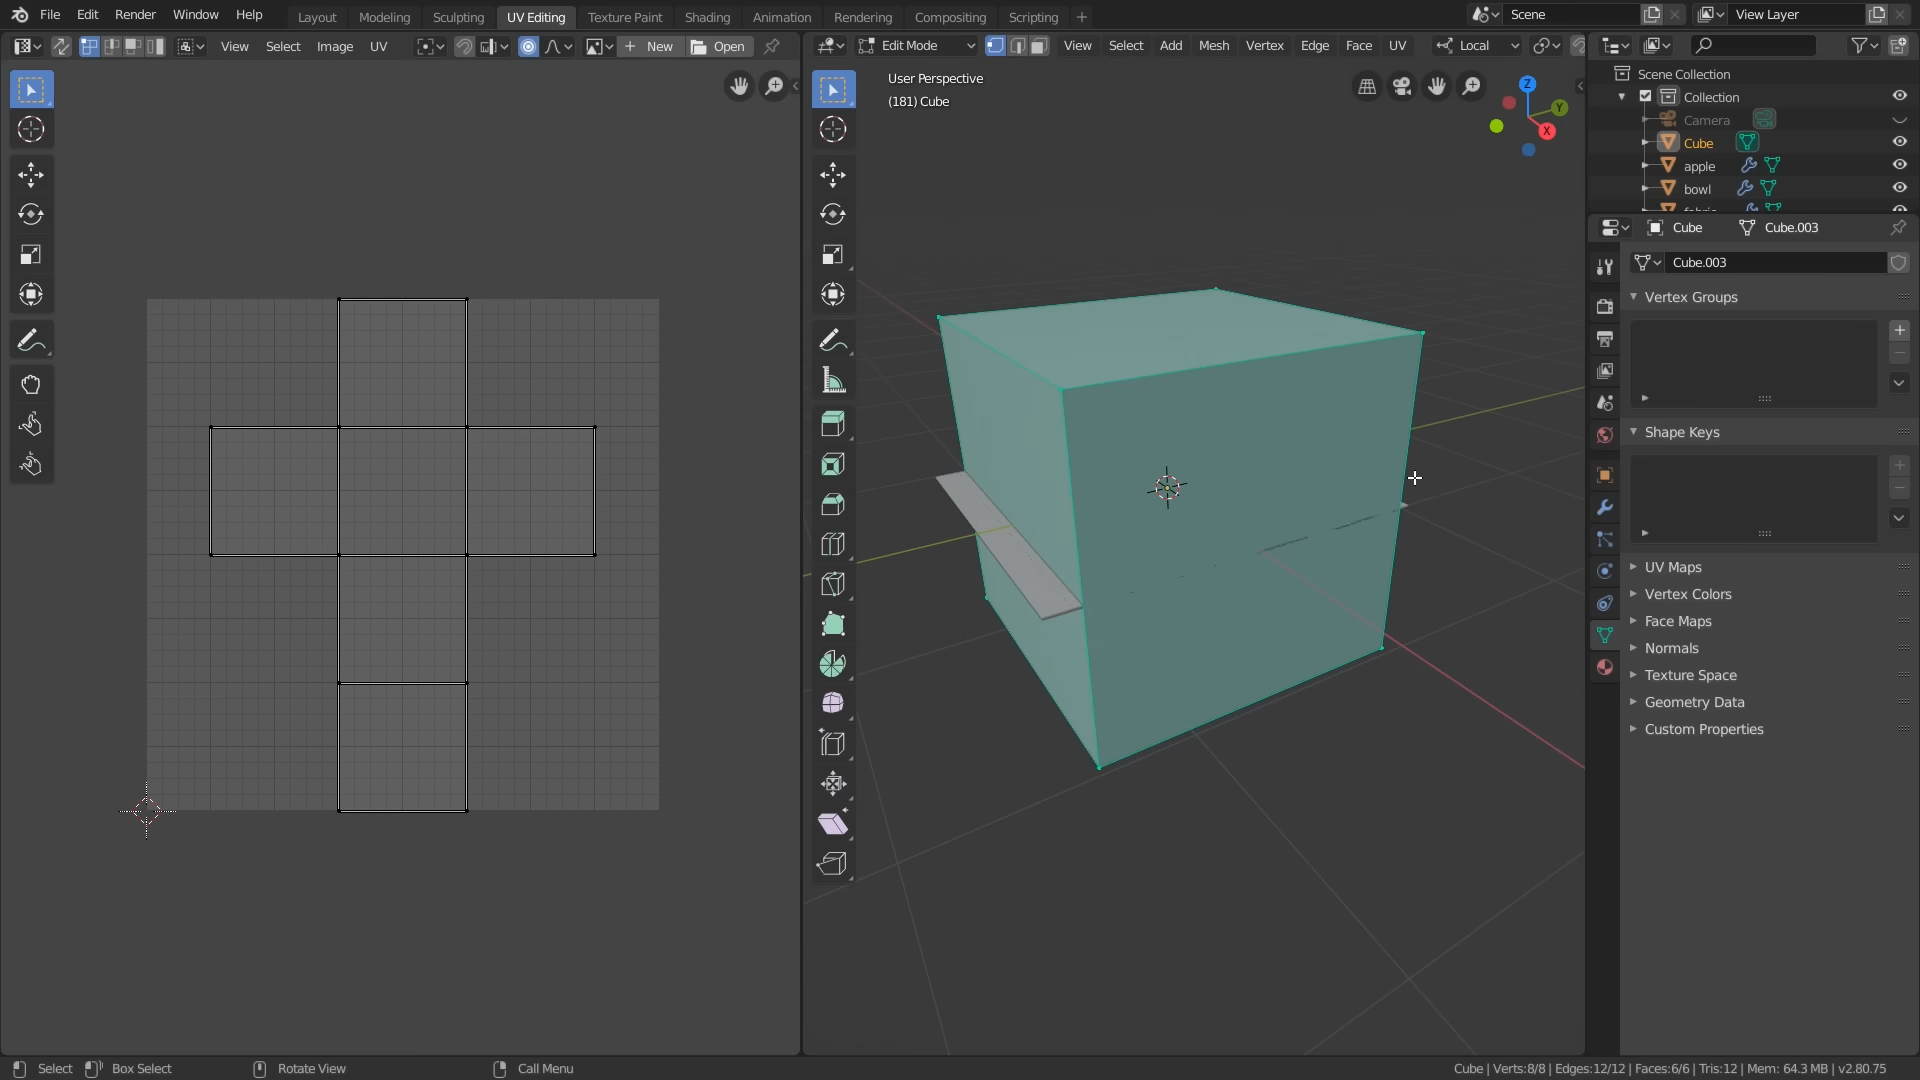 File Edit Render Window Help Layout Modeling Sculpting UV Editing Texture Paint Shading Animation Rendering Compositing Scripting + Scene View Layer
View Select Image UV New Open
Edit Mode View Select Add Mesh Vertex Edge Face UV Local
User Perspective
(181) Cube
Z
Y
X
Scene Collection
Collection
Camera
Cube
apple
bowl
Cube Cube.003
Cube.003
Vertex Groups
Shape Keys
UV Maps
Vertex Colors
Face Maps
Normals
Texture Space
Geometry Data
Custom Properties
Select Box Select Rotate View Call Menu Cube | Verts:8/8 | Edges:12/12 | Faces:6/6 | Tris:12 | Mem: 64.3 MB | v2.80.75